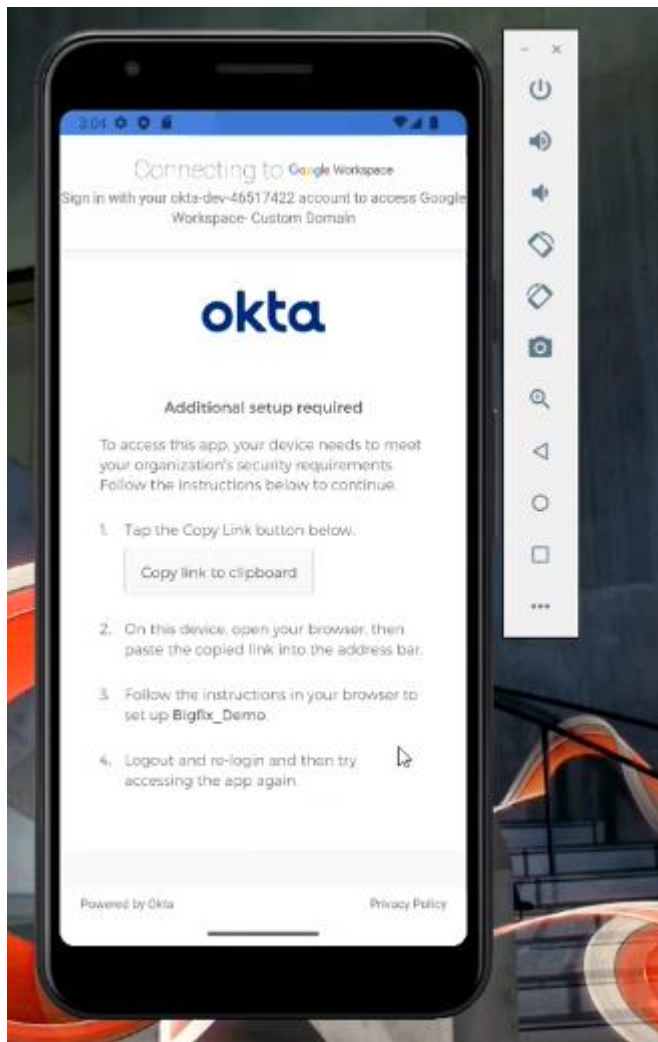 3:04
Connecting to Google Workspace
Sign in with your okta-dev-46517422 account to access Google
Workspace- Custom Domain
okta
Additional setup required
To access this app, your device needs to meet
your organization's security requirements.
Follow the instructions below to continue.
1. Tap the Copy Link button below.
Copy link to clipboard
2. On this device, open your browser, then
paste the copied link into the address bar.
3. Follow the instructions in your browser to
set up Bigfix_Demo.
4. Logout and re-login and then try
accessing the app again.
Powered by Okta
Privacy Policy